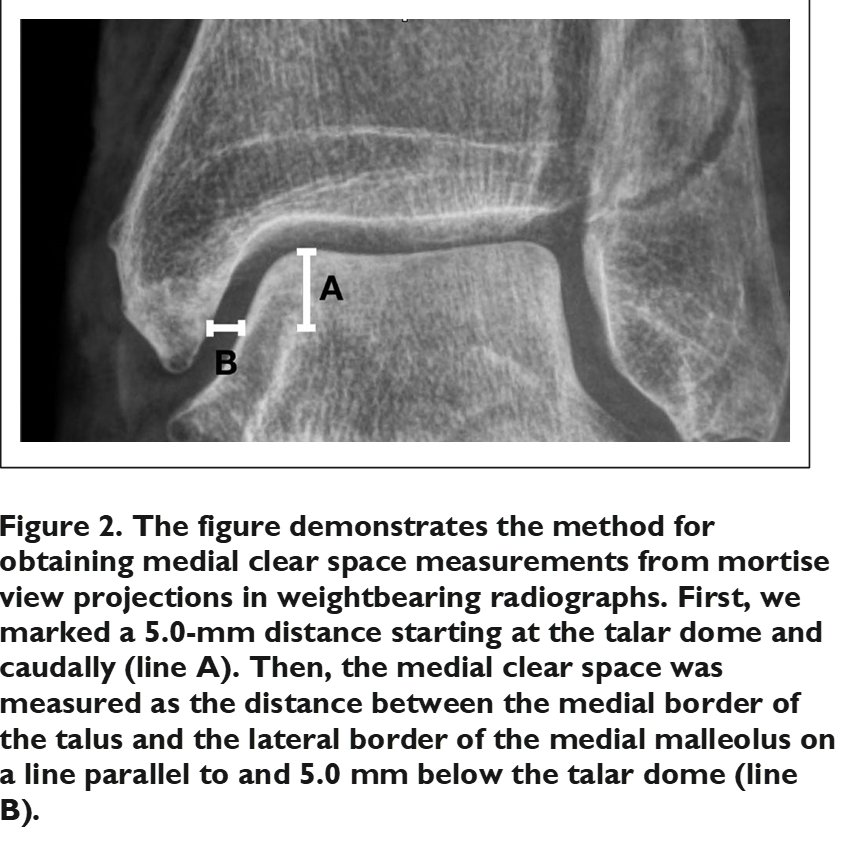 A
B
Figure 2. The figure demonstrates the method for
obtaining medial clear space measurements from mortise
view projections in weightbearing radiographs. First, we
marked a 5.0-mm distance starting at the talar dome and
caudally (line A). Then, the medial clear space was
measured as the distance between the medial border of
the talus and the lateral border of the medial malleolus on
a line parallel to and 5.0 mm below the talar dome (line
B).